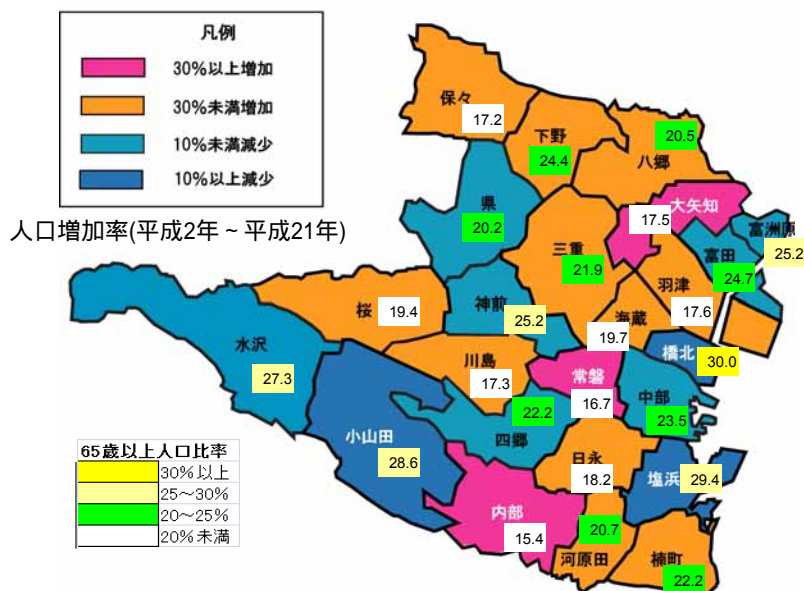 凡例
30%以上増加
30%未満増加
10%未満減少
10%以上減少
人口増加率(平成2年 ~ 平成21年)
保々
17.2
下野
24.4
20.5
八郷
県
20.2
大矢知
17.5
富洲原
25.2
富田
24.7
三重
21.9
羽津
17.6
桜
19.4
神前
25.2
海蔵
19.7
橋北
30.0
水沢
27.3
川島
17.3
常磐
16.7
中部
23.5
小山田
28.6
22.2
四郷
日永
18.2
塩浜
29.4
内部
15.4
20.7
河原田
楠町
22.2
65歳以上人口比率
30%以上
25~30%
20~25%
20%未満